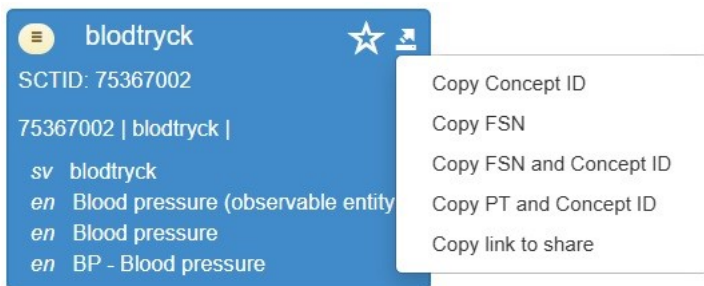 blodtryck
SCTID: 75367002
75367002 | blodtryck |
sv blodtryck
en Blood pressure (observable entity
en Blood pressure
en BP - Blood pressure
Copy Concept ID
Copy FSN
Copy FSN and Concept ID
Copy PT and Concept ID
Copy link to share